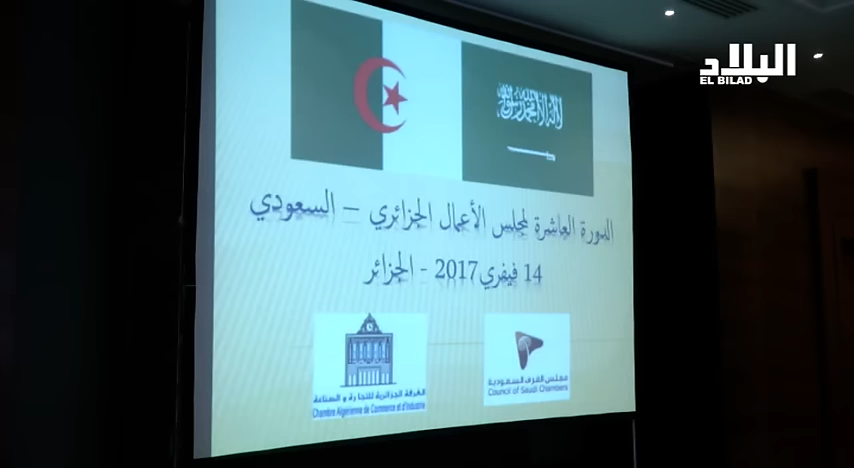 البلاد
EL BILAD
لا إله إلا الله محمد رسول الله
الدورة العاشرة لمجلس الأعمال الجزائري – السعودي
14 فيفري 2017 - الجزائر
الغرفة الجزائرية للتجارة و الصناعة
Chambre Algérienne de Commerce et d'Industrie
مجلس الغرف السعودية
Council of Saudi Chambers